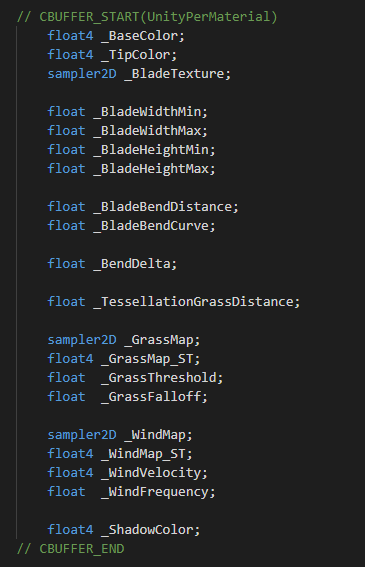 // CBUFFER_START(UnityPerMaterial)
float4 _BaseColor;
float4 _TipColor;
sampler2D _BladeTexture;
float _BladeWidthMin;
float _BladeWidthMax;
float _BladeHeightMin;
float _BladeHeightMax;
float _BladeBendDistance;
float _BladeBendCurve;
float _BendDelta;
float _TessellationGrassDistance;
sampler2D _GrassMap;
float4 _GrassMap_ST;
float  _GrassThreshold;
float  _GrassFalloff;
sampler2D _WindMap;
float4 _WindMap_ST;
float4 _WindVelocity;
float  _WindFrequency;
float4 _ShadowColor;
// CBUFFER_END